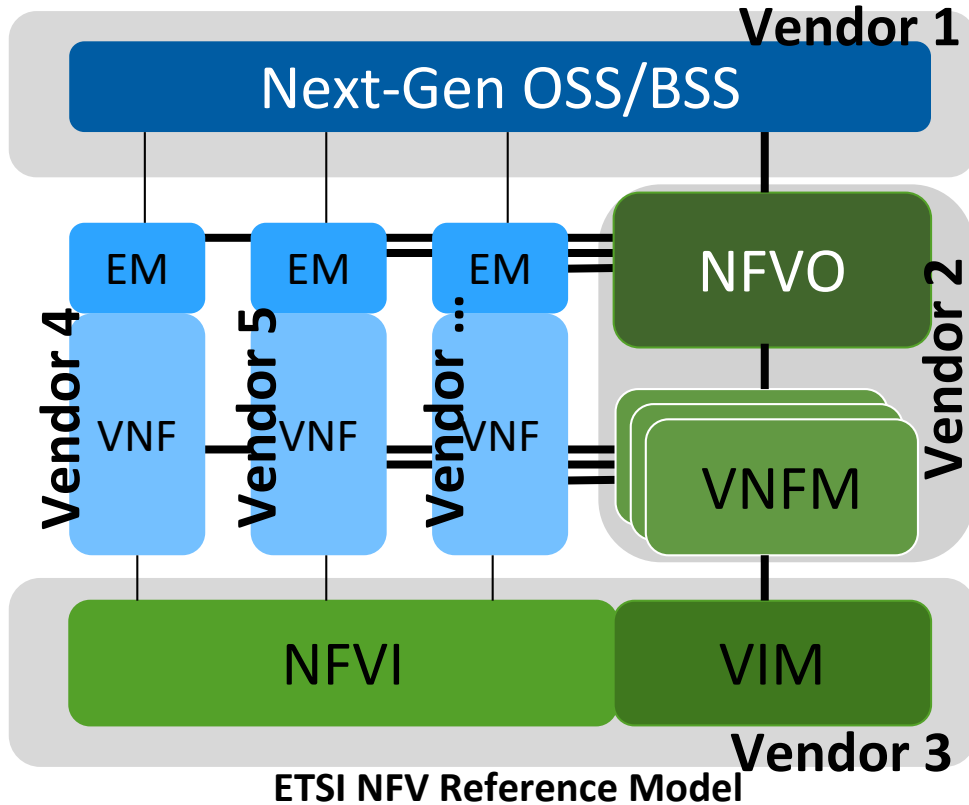 Vendor 1
Next-Gen OSS/BSS
EM
EM
EM
NFVO
Vendor 2
Vendor 4
VNF
Vendor 5
VNF
Vendor ...
VNF
VNFM
NFVI
VIM
Vendor 3
ETSI NFV Reference Model